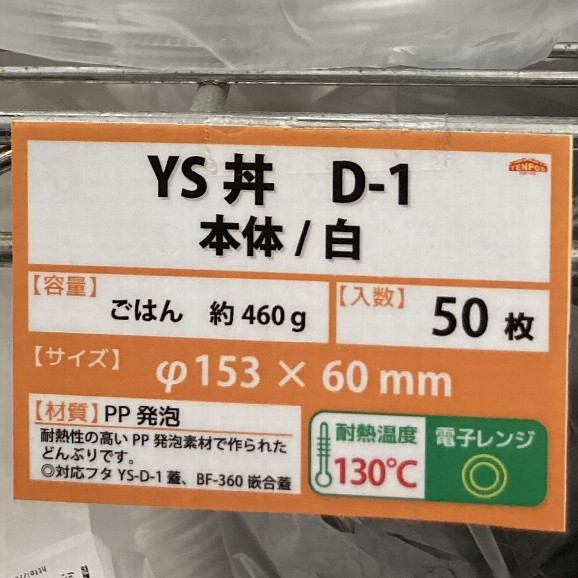 YS 丼 D-1
TENPOS
本体 / 白
【容量】
ごはん 約 460 g
【入数】
50 枚
【サイズ】
φ153 × 60 mm
【材質】PP 発泡
耐熱性の高い PP 発泡素材で作られた
どんぶりです。
◎対応フタ YS-D-1 蓋、BF-360 嵌合蓋
耐熱温度
130℃
電子レンジ